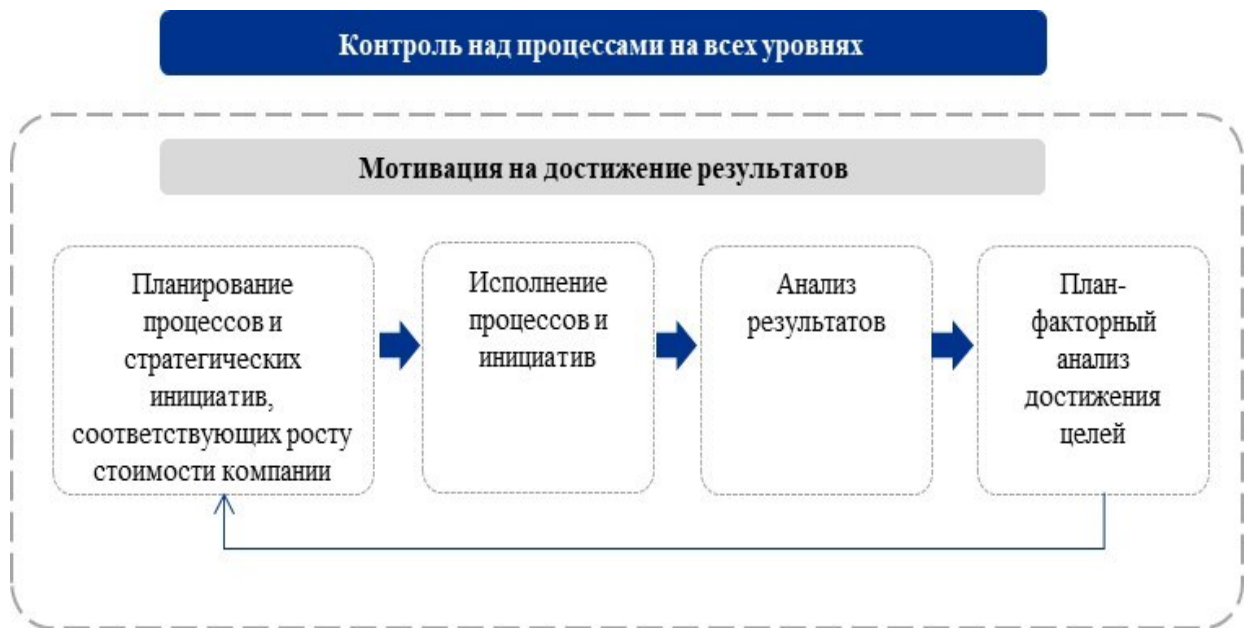 Контроль над процессами на всех уровнях
Мотивация на достижение результатов
Планирование
процессов и
стратегических
инициатив,
соответствующих росту
стоимости компании
Исполнение
процессов и
инициатив
Анализ
результатов
План-
факторный
анализ
достижения
целей